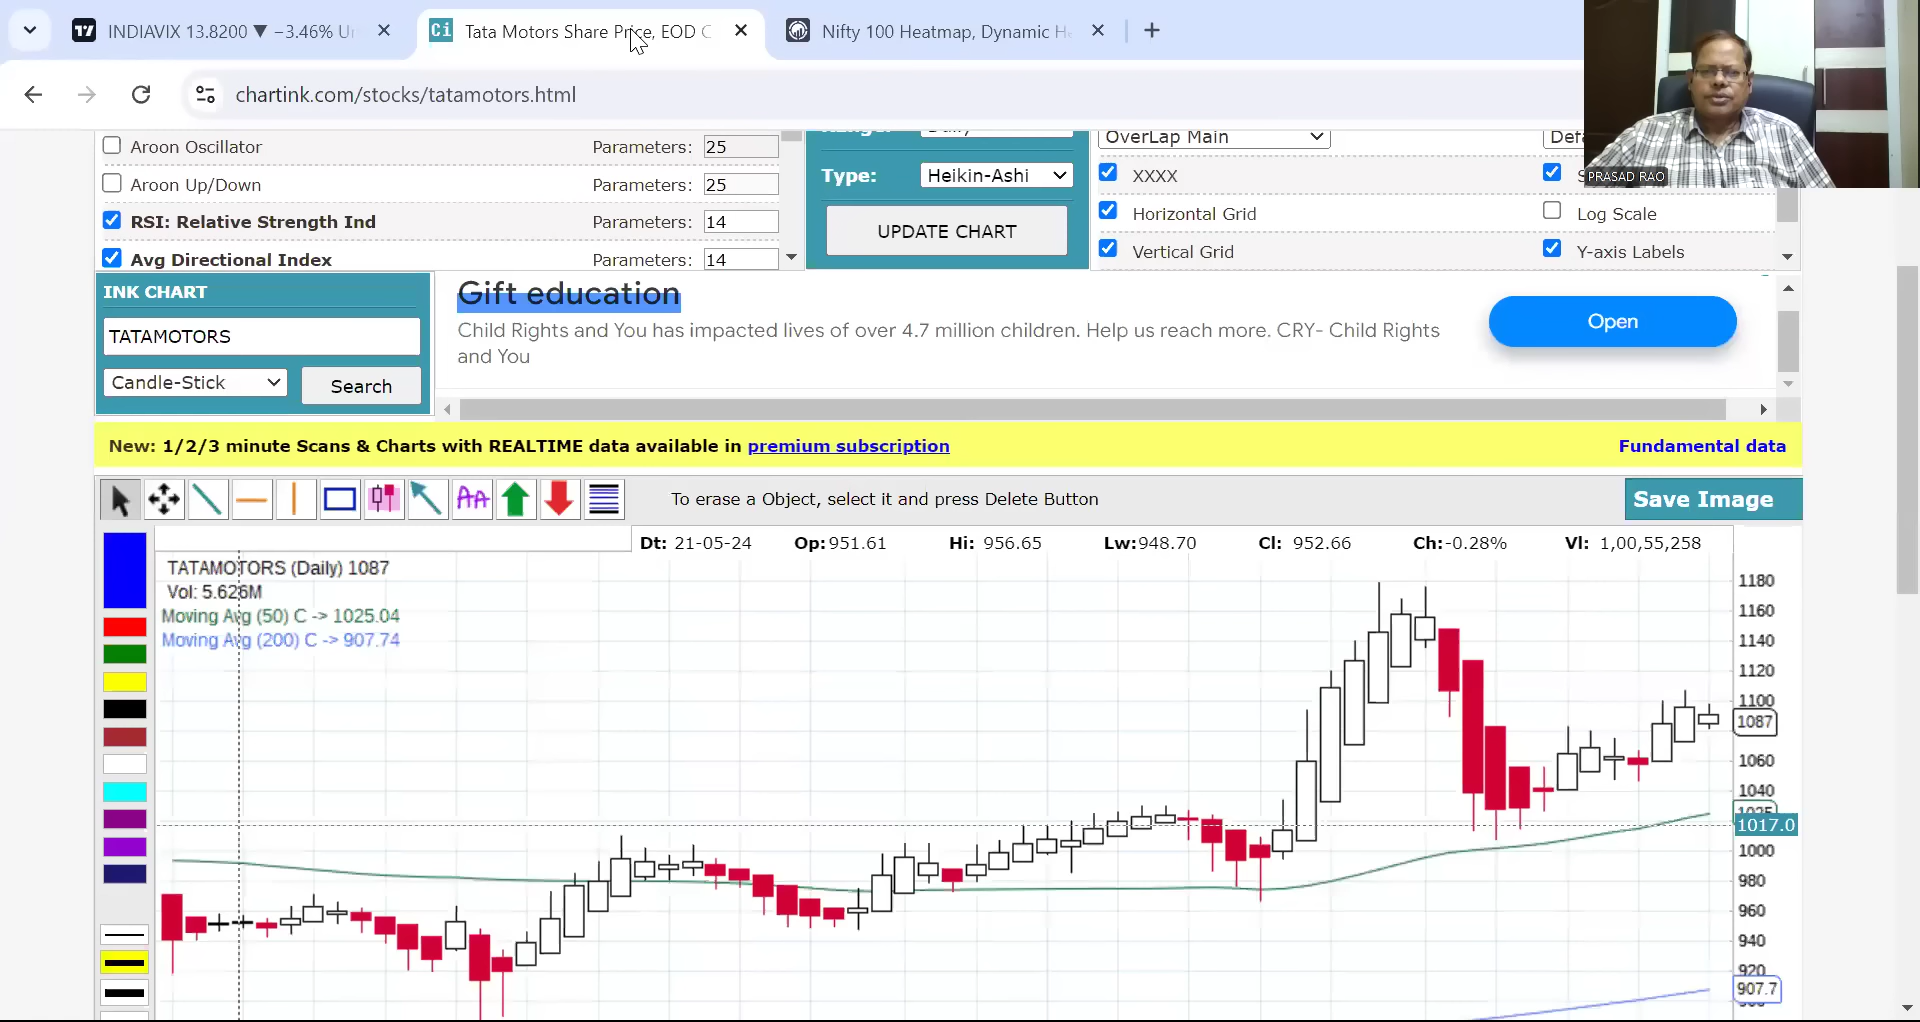 INDIAVIX 13.8200 ▼ −3.46% Un
Tata Motors Share Price, EOD C
Nifty 100 Heatmap, Dynamic He
chartink.com/stocks/tatamotors.html
PRASAD RAO
Aroon Oscillator Parameters: 25
Aroon Up/Down Parameters: 25
RSI: Relative Strength Ind Parameters: 14
Avg Directional Index Parameters: 14
Type: Heikin-Ashi
UPDATE CHART
OverLap Main
XXXX
Horizontal Grid
Log Scale
Vertical Grid
Y-axis Labels
INK CHART
TATAMOTORS
Candle-Stick
Search
Gift education
Child Rights and You has impacted lives of over 4.7 million children. Help us reach more. CRY- Child Rights
and You
Open
New: 1/2/3 minute Scans & Charts with REALTIME data available in premium subscription
Fundamental data
AA
To erase a Object, select it and press Delete Button
Save Image
Dt: 21-05-24 Op:951.61 Hi: 956.65 Lw:948.70 Cl: 952.66 Ch:-0.28% Vl: 1,00,55,258
TATAMOTORS (Daily) 1087
Vol: 5.626M
Moving Avg (50) C -> 1025.04
Moving Avg (200) C -> 907.74
1180
1160
1140
1120
1100
1087
1060
1040
1017.0
1000
980
960
940
920
907.7